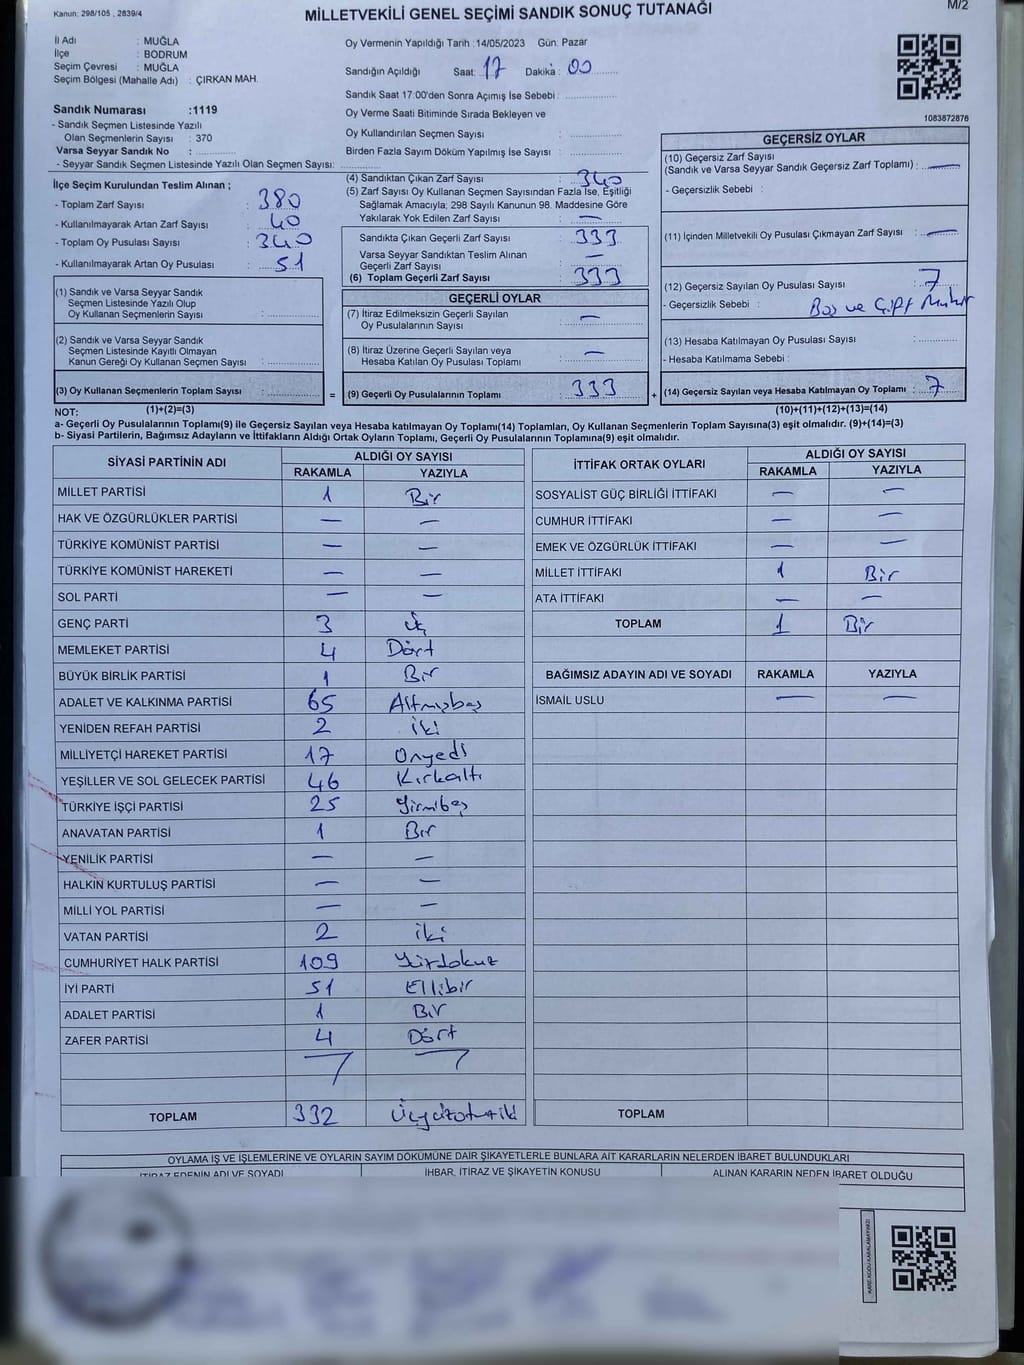 Kanun: 298/105 , 2839/4
MİLLETVEKİLİ GENEL SEÇİMİ SANDIK SONUÇ TUTANAĞI
M/2
İl Adı : MUĞLA
İlçe : BODRUM
Seçim Çevresi : MUĞLA
Seçim Bölgesi (Mahalle Adı) : ÇIRKAN MAH.
Sandık Numarası :1119
- Sandık Seçmen Listesinde Yazılı
Olan Seçmenlerin Sayısı : 370
Varsa Seyyar Sandık No :
- Seyyar Sandık Seçmen Listesinde Yazılı Olan Seçmen Sayısı:
Oy Vermenin Yapıldığı Tarih :14/05/2023 Gün: Pazar
Sandığın Açıldığı Saat: 17 Dakika : 00
Sandık Saat 17:00'den Sonra Açımış İse Sebebi :
Oy Verme Saati Bitiminde Sırada Bekleyen ve
Oy Kullandırılan Seçmen Sayısı :
Birden Fazla Sayım Döküm Yapılmış İse Sayısı :
1083872876
İlçe Seçim Kurulundan Teslim Alınan ;
- Toplam Zarf Sayısı : 380
- Kullanılmayarak Artan Zarf Sayısı : 40
- Toplam Oy Pusulası Sayısı : 340
- Kullanılmayarak Artan Oy Pusulası : 51
(4) Sandıktan Çıkan Zarf Sayısı : 340
(5) Zarf Sayısı Oy Kullanan Seçmen Sayısından Fazla İse, Eşitliği
Sağlamak Amacıyla; 298 Sayılı Kanunun 98. Maddesine Göre
Yakılarak Yok Edilen Zarf Sayısı : —
Sandıkta Çıkan Geçerli Zarf Sayısı : 333
Varsa Seyyar Sandıktan Teslim Alınan
Geçerli Zarf Sayısı : —
(6) Toplam Geçerli Zarf Sayısı : 333
GEÇERSİZ OYLAR
(10) Geçersiz Zarf Sayısı
(Sandık ve Varsa Seyyar Sandık Geçersiz Zarf Toplamı) : —
- Geçersizlik Sebebi :
(11) İçinden Milletvekili Oy Pusulası Çıkmayan Zarf Sayısı : —
(12) Geçersiz Sayılan Oy Pusulası Sayısı : 7
- Geçersizlik Sebebi : Boş ve Çift Mühür
(13) Hesaba Katılmayan Oy Pusulası Sayısı :
- Hesaba Katılmama Sebebi :
(14) Geçersiz Sayılan veya Hesaba Katılmayan Oy Toplamı : 7
(10)+(11)+(12)+(13)=(14)
(1) Sandık ve Varsa Seyyar Sandık
Seçmen Listesinde Yazılı Olup
Oy Kullanan Seçmenlerin Sayısı :
(2) Sandık ve Varsa Seyyar Sandık
Seçmen Listesinde Kayıtlı Olmayan
Kanun Gereği Oy Kullanan Seçmen Sayısı :
(3) Oy Kullanan Seçmenlerin Toplam Sayısı :
=
GEÇERLİ OYLAR
(7) İtiraz Edilmeksizin Geçerli Sayılan
Oy Pusulalarının Sayısı : —
(8) İtiraz Üzerine Geçerli Sayılan veya
Hesaba Katılan Oy Pusulası Toplamı : —
(9) Geçerli Oy Pusulalarının Toplamı : 333
+
NOT: (1)+(2)=(3)
a- Geçerli Oy Pusulalarının Toplamı(9) ile Geçersiz Sayılan veya Hesaba katılmayan Oy Toplamı(14) Toplamları, Oy Kullanan Seçmenlerin Toplam Sayısına(3) eşit olmalıdır. (9)+(14)=(3)
b- Siyasi Partilerin, Bağımsız Adayların ve İttifakların Aldığı Ortak Oyların Toplamı, Geçerli Oy Pusulalarının Toplamına(9) eşit olmalıdır.
SİYASİ PARTİNİN ADI ALDIĞI OY SAYISI
RAKAMLA YAZIYLA
MİLLET PARTİSİ 1 Bir
HAK VE ÖZGÜRLÜKLER PARTİSİ — —
TÜRKİYE KOMÜNİST PARTİSİ — —
TÜRKİYE KOMÜNİST HAREKETİ — —
SOL PARTİ — —
GENÇ PARTİ 3 üç
MEMLEKET PARTİSİ 4 Dört
BÜYÜK BİRLİK PARTİSİ 1 Bir
ADALET VE KALKINMA PARTİSİ 65 Altmışbeş
YENİDEN REFAH PARTİSİ 2 iki
MİLLİYETÇİ HAREKET PARTİSİ 17 Onyedi
YEŞİLLER VE SOL GELECEK PARTİSİ 46 Kırkaltı
TÜRKİYE İŞÇİ PARTİSİ 25 Yirmibeş
ANAVATAN PARTİSİ 1 Bir
YENİLİK PARTİSİ — —
HALKIN KURTULUŞ PARTİSİ — —
MİLLİ YOL PARTİSİ — —
VATAN PARTİSİ 2 iki
CUMHURİYET HALK PARTİSİ 109 Yüzdokuz
İYİ PARTİ 51 Ellibir
ADALET PARTİSİ 1 Bir
ZAFER PARTİSİ 4 Dört
TOPLAM 332 Üçyüzotuziki
İTTİFAK ORTAK OYLARI ALDIĞI OY SAYISI
RAKAMLA YAZIYLA
SOSYALİST GÜÇ BİRLİĞİ İTTİFAKI — —
CUMHUR İTTİFAKI — —
EMEK VE ÖZGÜRLÜK İTTİFAKI — —
MİLLET İTTİFAKI 1 Bir
ATA İTTİFAKI — —
TOPLAM 1 Bir
BAĞIMSIZ ADAYIN ADI VE SOYADI RAKAMLA YAZIYLA
İSMAİL USLU — —
TOPLAM
OYLAMA İŞ VE İŞLEMLERİNE VE OYLARIN SAYIM DÖKÜMÜNE DAİR ŞİKAYETLERLE BUNLARA AİT KARARLARIN NELERDEN İBARET BULUNDUKLARI
İTİRAZ EDENİN ADI VE SOYADI İHBAR, İTİRAZ VE ŞİKAYETİN KONUSU ALINAN KARARIN NEDEN İBARET OLDUĞU